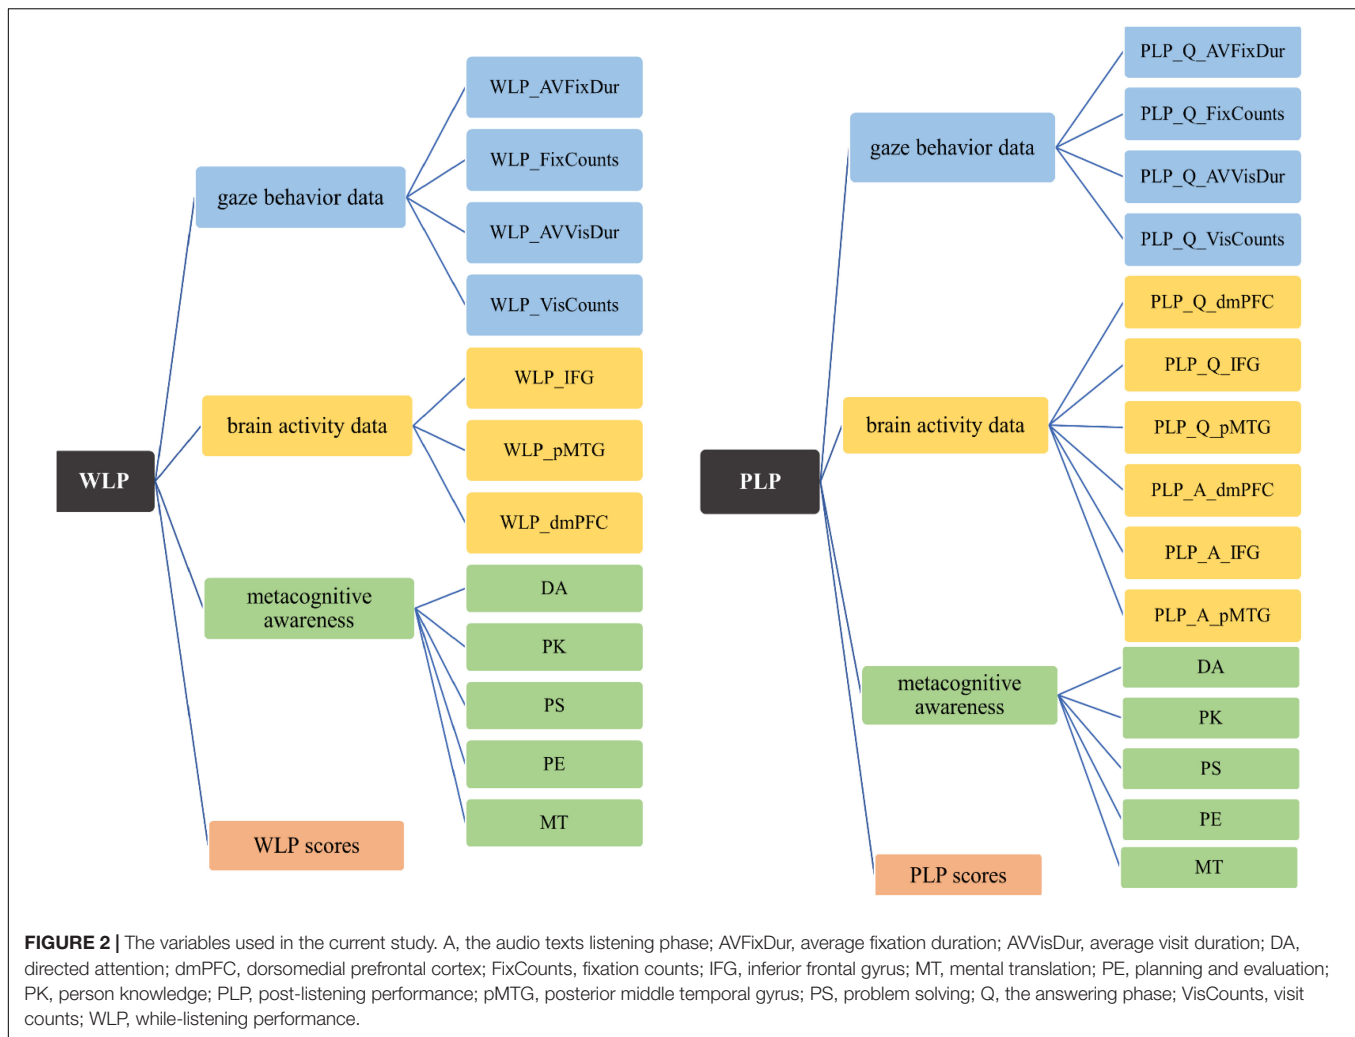 WLP
gaze behavior data
WLP_AVFixDur
WLP_FixCounts
WLP_AVVisDur
WLP_VisCounts
brain activity data
WLP_IFG
WLP_pMTG
WLP_dmPFC
metacognitive
awareness
DA
PK
PS
PE
MT
WLP scores
PLP
gaze behavior data
PLP_Q_AVFixDur
PLP_Q_FixCounts
PLP_Q_AVVisDur
PLP_Q_VisCounts
brain activity data
PLP_Q_dmPFC
PLP_Q_IFG
PLP_Q_pMTG
PLP_A_dmPFC
PLP_A_IFG
PLP_A_pMTG
metacognitive
awareness
DA
PK
PS
PE
MT
PLP scores
FIGURE 2 | The variables used in the current study. A, the audio texts listening phase; AVFixDur, average fixation duration; AVVisDur, average visit duration; DA,
directed attention; dmPFC, dorsomedial prefrontal cortex; FixCounts, fixation counts; IFG, inferior frontal gyrus; MT, mental translation; PE, planning and evaluation;
PK, person knowledge; PLP, post-listening performance; pMTG, posterior middle temporal gyrus; PS, problem solving; Q, the answering phase; VisCounts, visit
counts; WLP, while-listening performance.